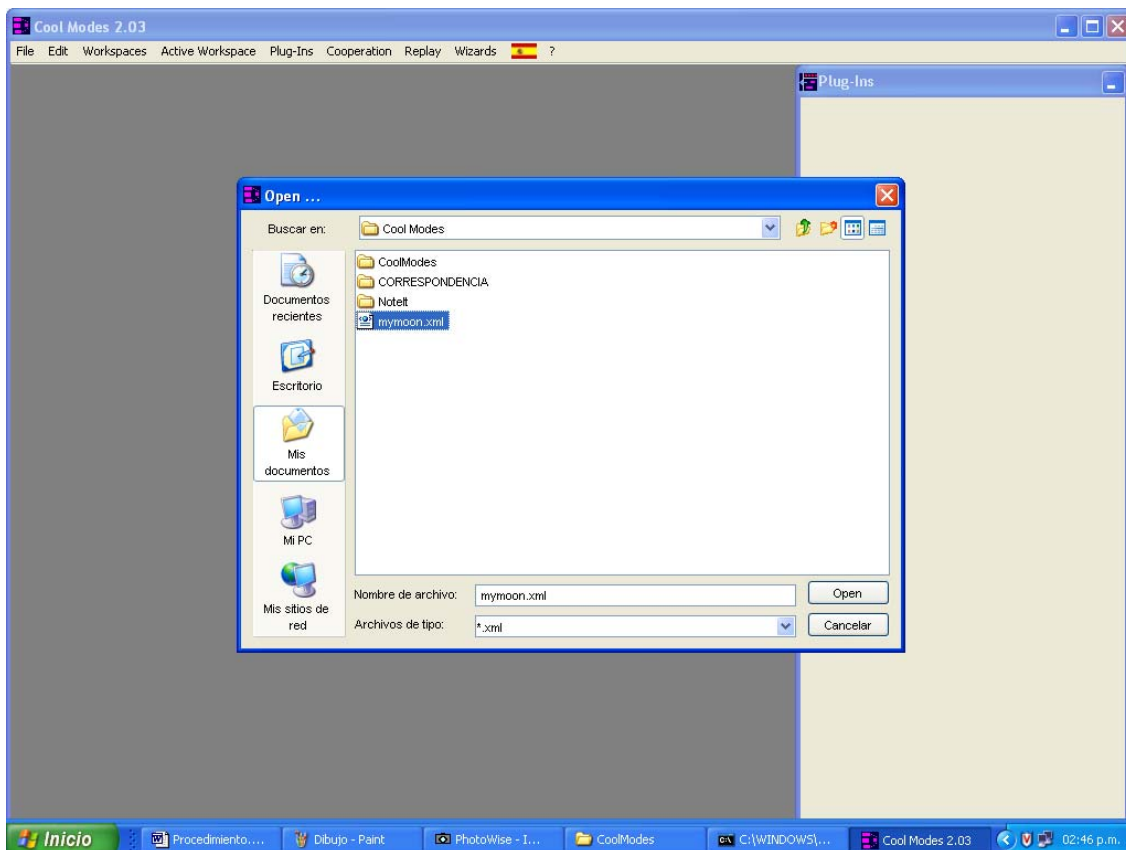 Cool Modes 2.03
File Edit Workspaces Active Workspace Plug-Ins Cooperation Replay Wizards ?
Plug-Ins
Open ...
Buscar en: Cool Modes
CoolModes
CORRESPONDENCIA
NoteIt
mymoon.xml
Documentos
recientes
Escritorio
Mis
documentos
Mi PC
Mis sitios de
red
Nombre de archivo: mymoon.xml Open
Archivos de tipo: *.xml Cancelar
Inicio Procedimiento.... Dibujo - Paint PhotoWise - I... CoolModes C:\WINDOWS\... Cool Modes 2.03 02:46 p.m.